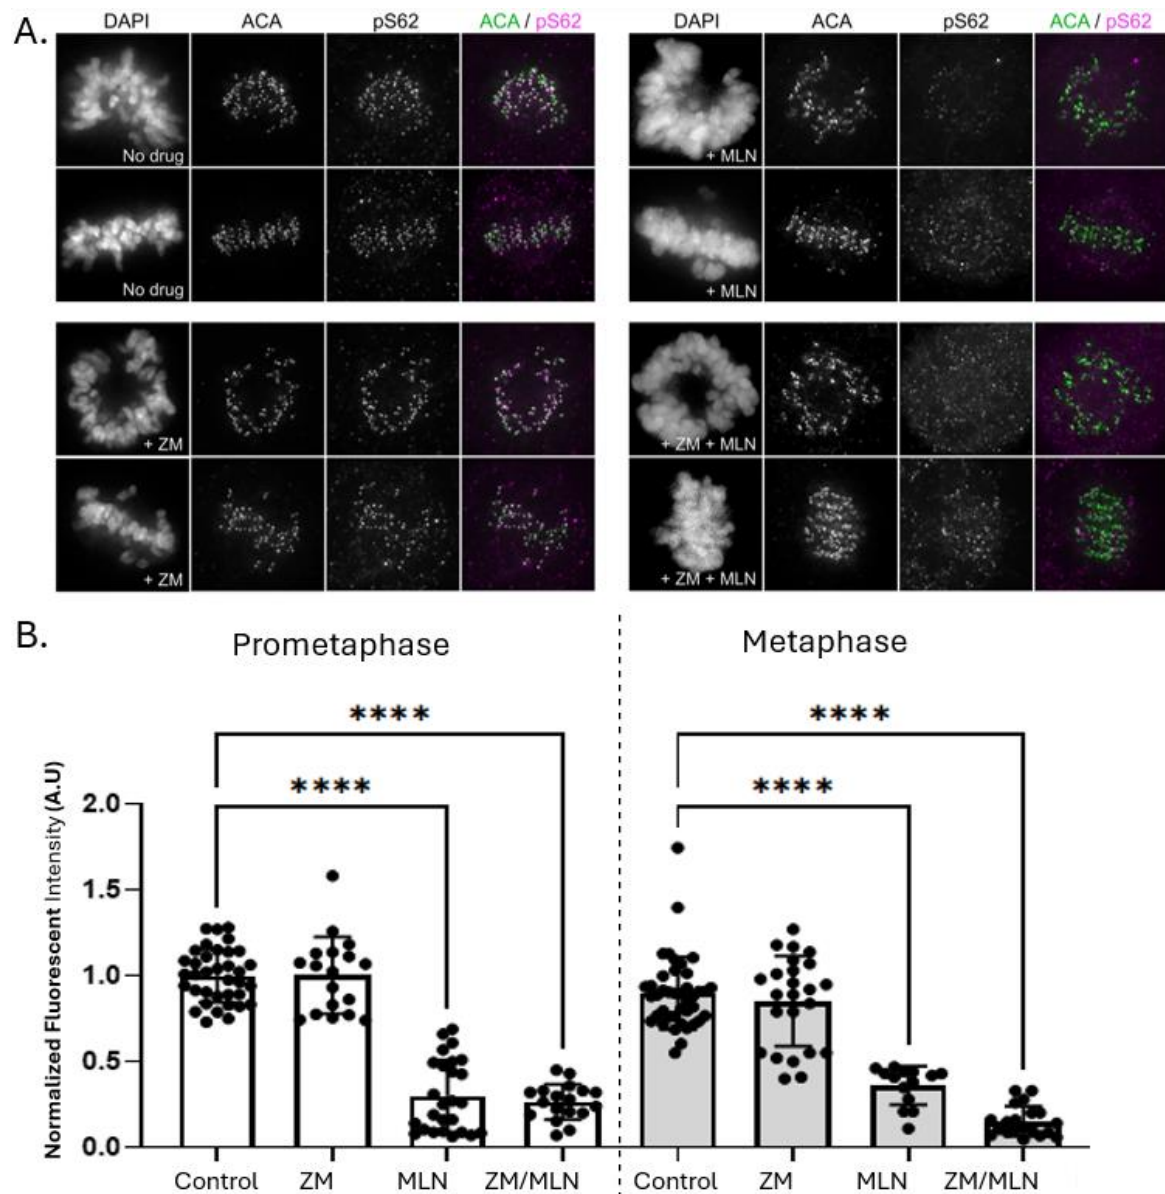 A.
DAPI ACA pS62 ACA / pS62 DAPI ACA pS62 ACA / pS62
No drug + MLN
No drug + MLN
+ ZM + ZM + MLN
+ ZM + ZM + MLN
B.
Prometaphase Metaphase
**** ****
**** ****
Normalized Fluorescent Intensity (A.U)
2.0
1.5
1.0
0.5
0.0
Control ZM MLN ZM/MLN Control ZM MLN ZM/MLN